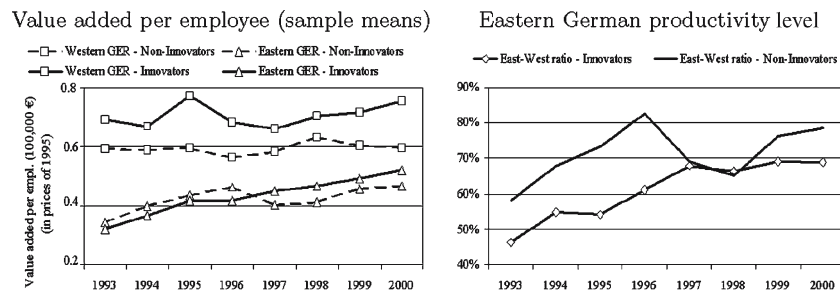 Value added per employee (sample means)
Western GER - Non-Innovators Eastern GER - Non-Innovators
Western GER - Innovators Eastern GER - Innovators
Value added per empl. (100,000 €)
(in prices of 1995)
0.8
0.6
0.4
0.2
1993 1994 1995 1996 1997 1998 1999 2000
Eastern German productivity level
East-West ratio - Innovators East-West ratio - Non-Innovators
90%
80%
70%
60%
50%
40%
1993 1994 1995 1996 1997 1998 1999 2000